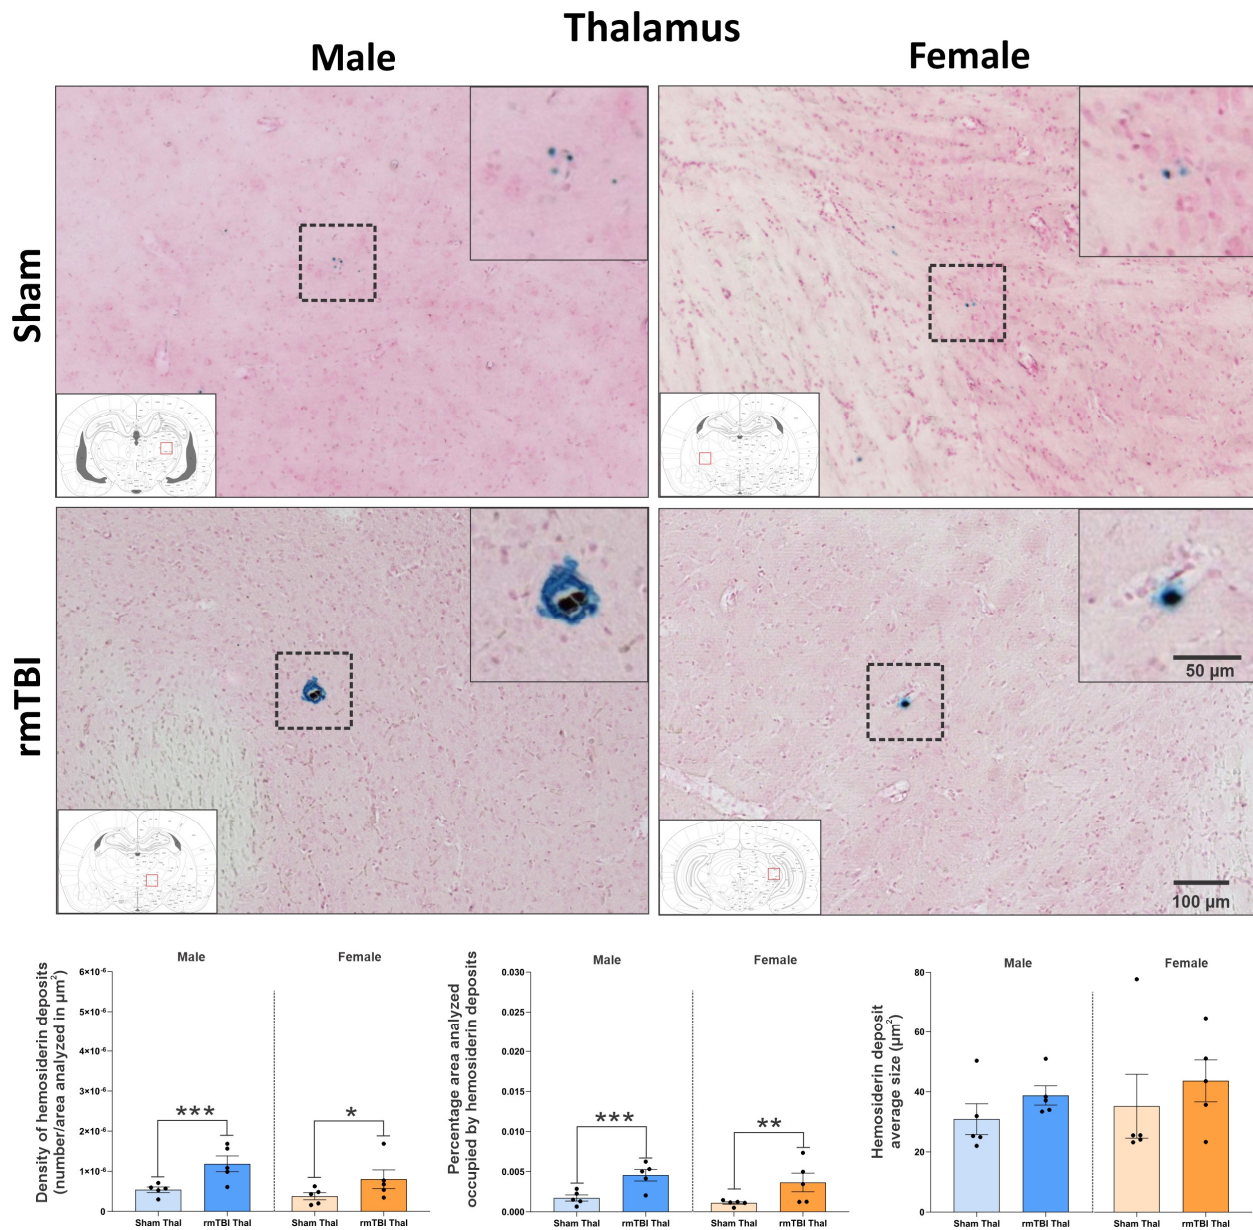 Thalamus
Male
Female
Sham
rmTBI
50 µm
100 µm
Density of hemosiderin deposits
(number/area analyzed in µm²)
Male
Female
6×10⁻⁶
5×10⁻⁶
4×10⁻⁶
3×10⁻⁶
2×10⁻⁶
1×10⁻⁶
0
***
*
Sham Thal
rmTBI Thal
Sham Thal
rmTBI Thal
Percentage area analyzed
occupied by hemosiderin deposits
Male
Female
0.030
0.025
0.020
0.015
0.010
0.005
0.000
***
**
Sham Thal
rmTBI Thal
Sham Thal
rmTBI Thal
Hemosiderin deposit
average size (µm²)
Male
Female
80
60
40
20
0
Sham Thal
rmTBI Thal
Sham Thal
rmTBI Thal